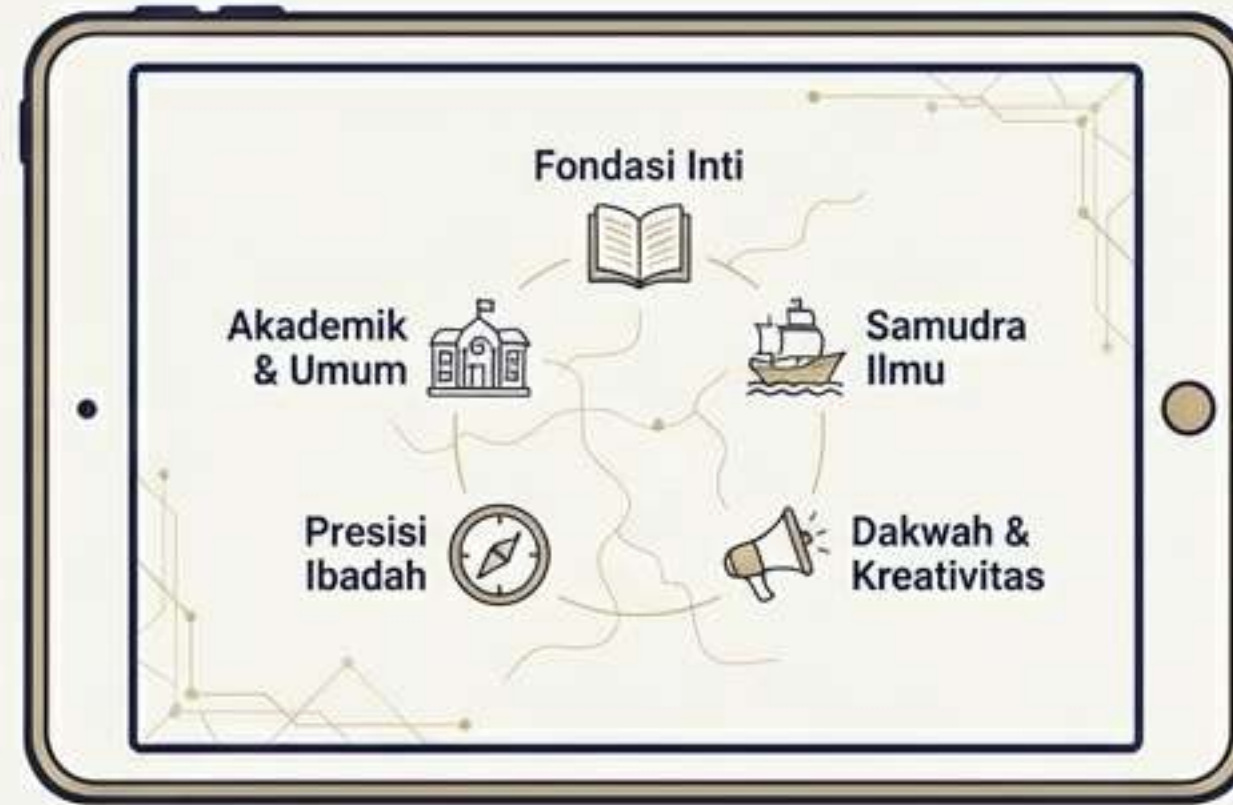 Fondasi Inti
Akademik
& Umum
Samudra
Ilmu
Presisi
Ibadah
Dakwah &
Kreativitas